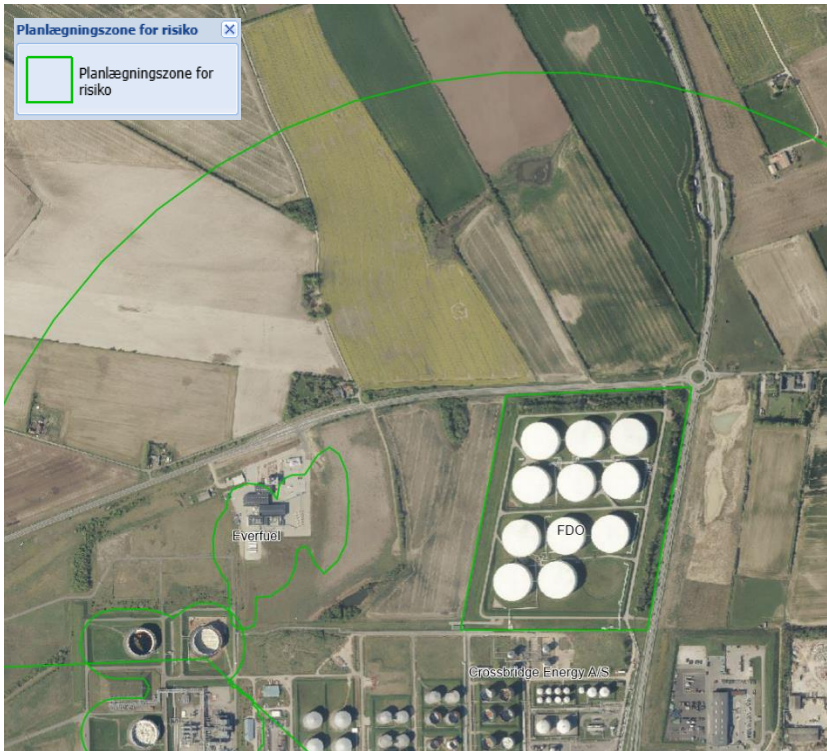 Planlægningszone for risiko
Planlægningszone for
risiko
Everfuel
FDO
Crossbridge Energy A/S